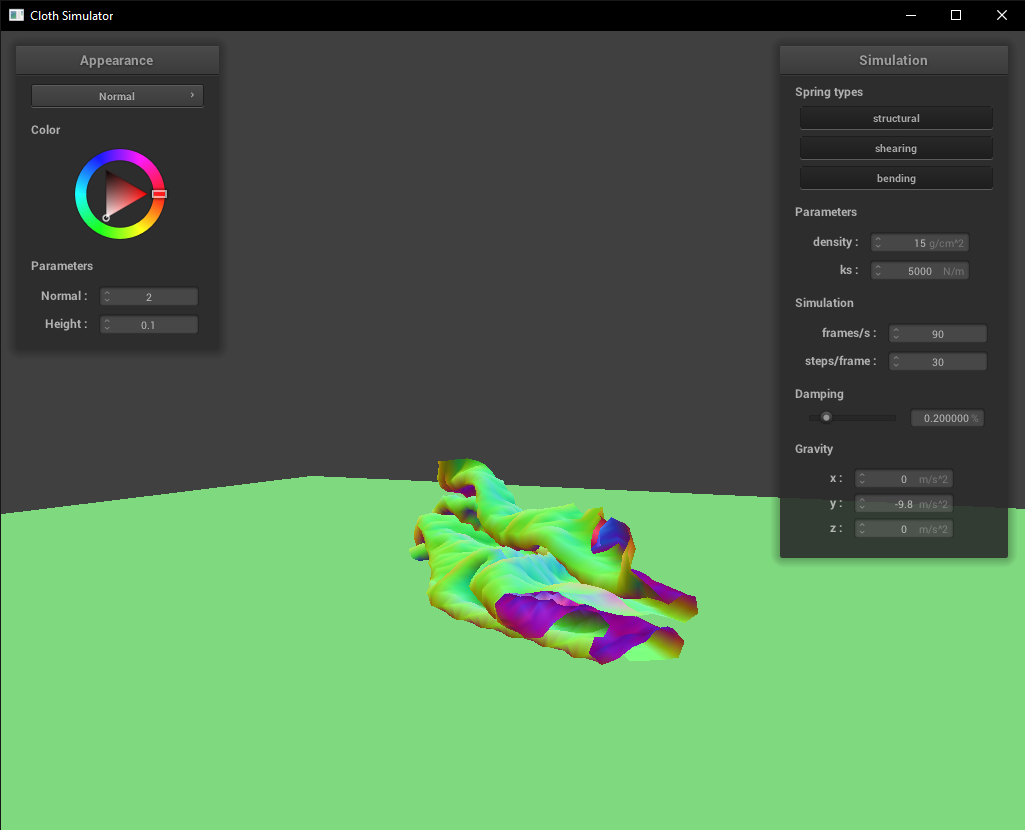 Cloth Simulator
Appearance
Normal
Color
Parameters
Normal : 2
Height : 0.1
Simulation
Spring types
structural
shearing
bending
Parameters
density : 15 g/cm^2
ks : 5000 N/m
Simulation
frames/s : 90
steps/frame : 30
Damping
0.200000 %
Gravity
x : 0 m/s^2
y : -9.8 m/s^2
z : 0 m/s^2